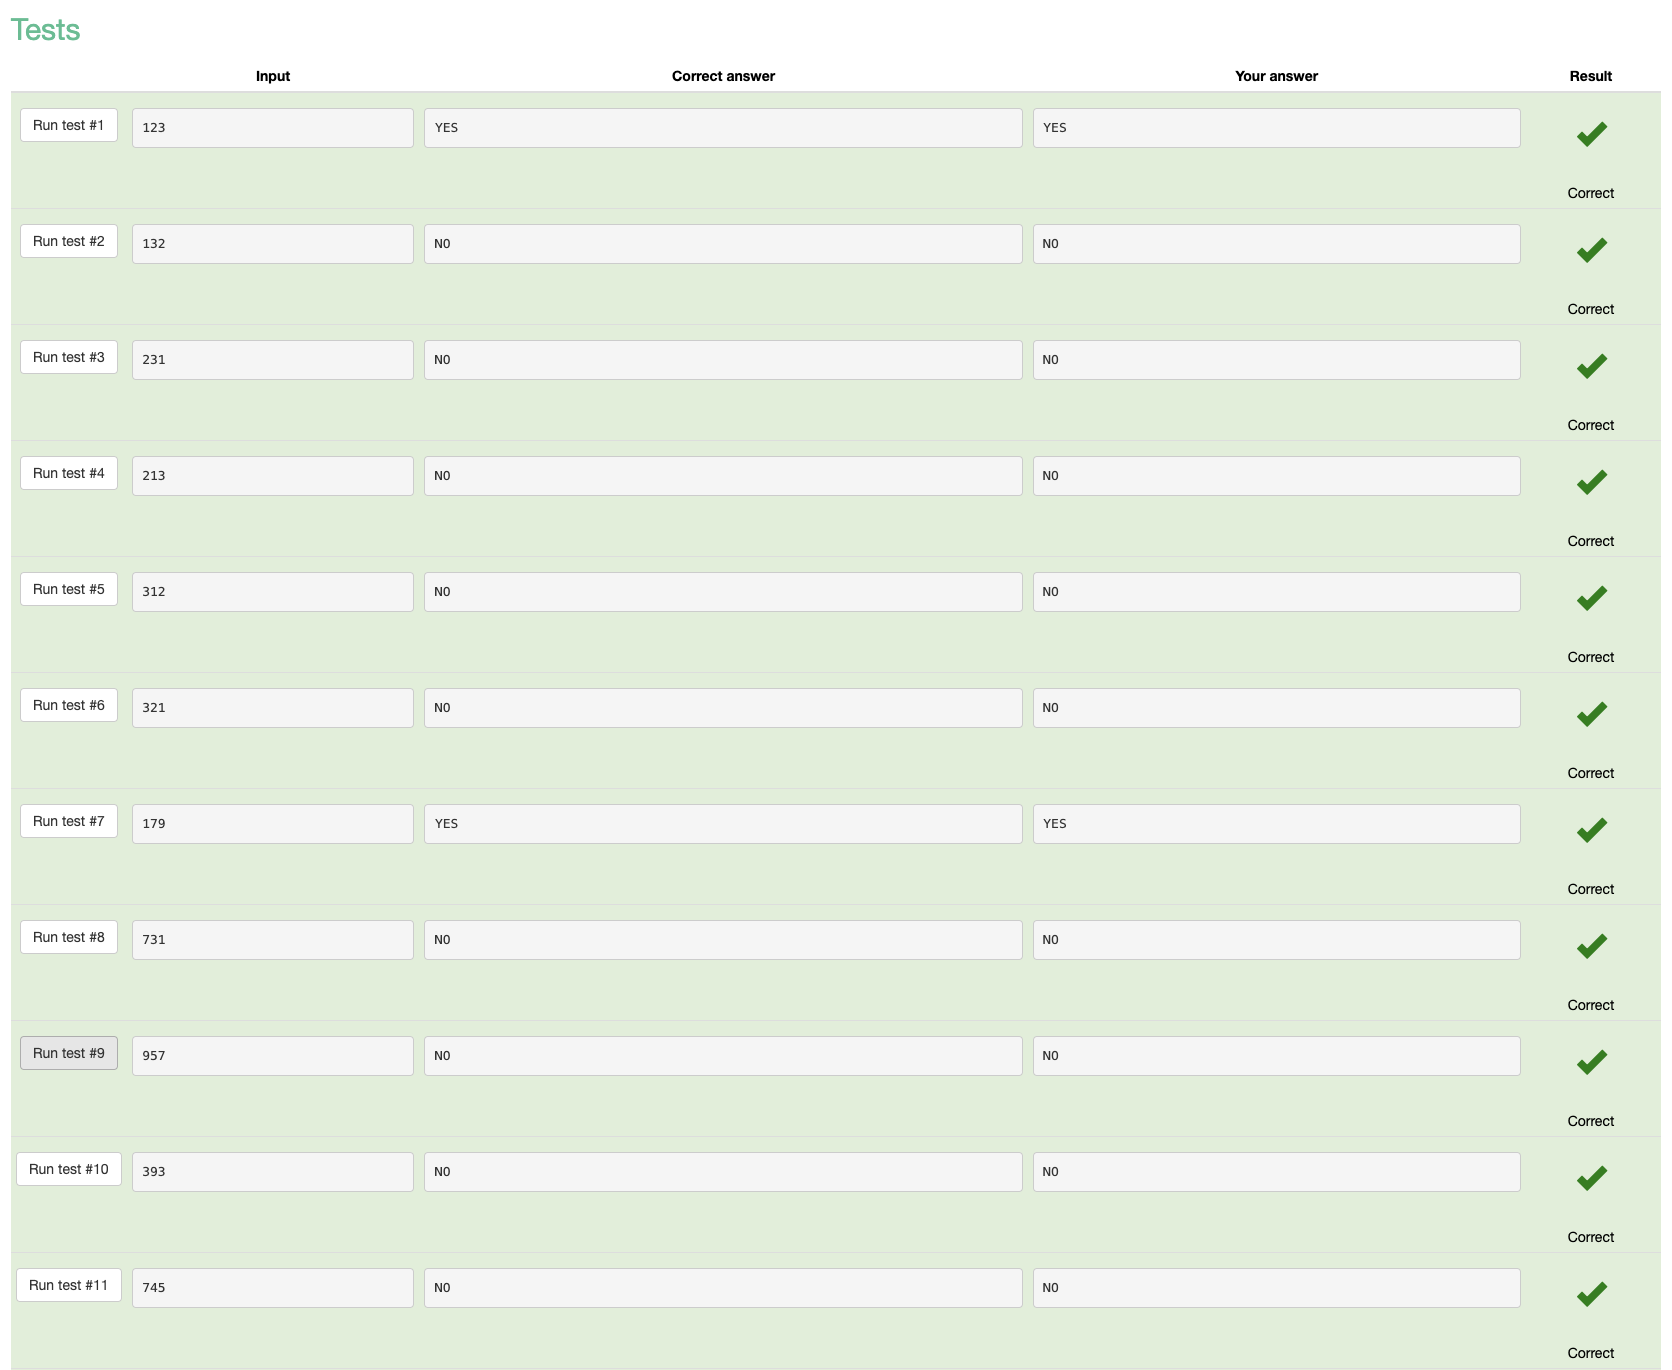 Tests
Input Correct answer Your answer Result
Run test #1 123 YES YES
Correct
Run test #2 132 NO NO
Correct
Run test #3 231 NO NO
Correct
Run test #4 213 NO NO
Correct
Run test #5 312 NO NO
Correct
Run test #6 321 NO NO
Correct
Run test #7 179 YES YES
Correct
Run test #8 731 NO NO
Correct
Run test #9 957 NO NO
Correct
Run test #10 393 NO NO
Correct
Run test #11 745 NO NO
Correct